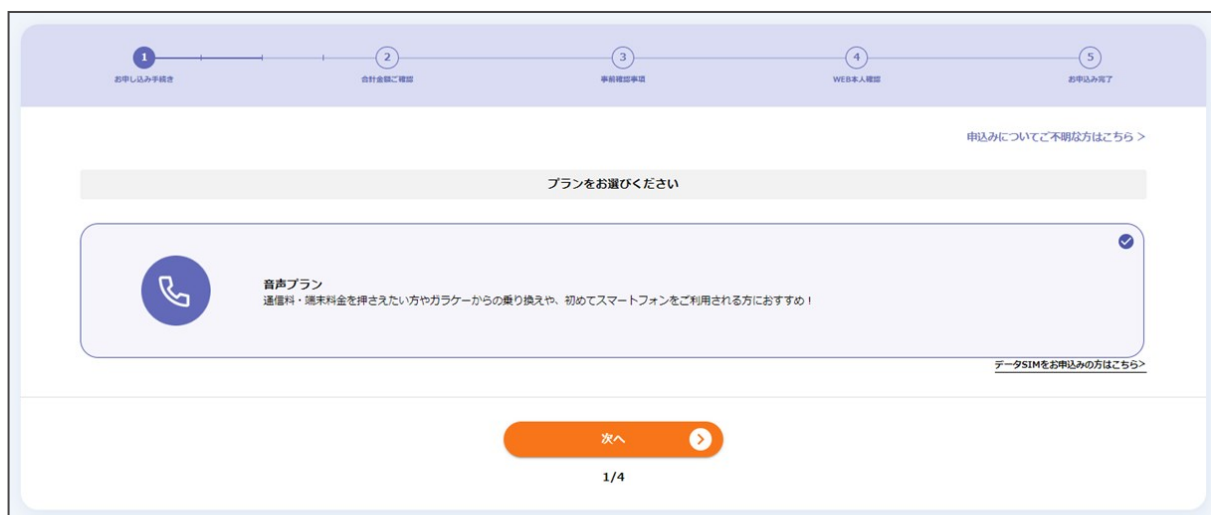 1
2
3
4
5
お申し込み手続き
合計金額ご確認
事前確認事項
WEB本人確認
お申込み完了
申込みについてご不明な方はこちら >
プランをお選びください
音声プラン
通信料・端末料金を押さえたい方やガラケーからの乗り換えや、初めてスマートフォンをご利用される方におすすめ！
データSIMをお申込みの方はこちら>
次へ
1/4